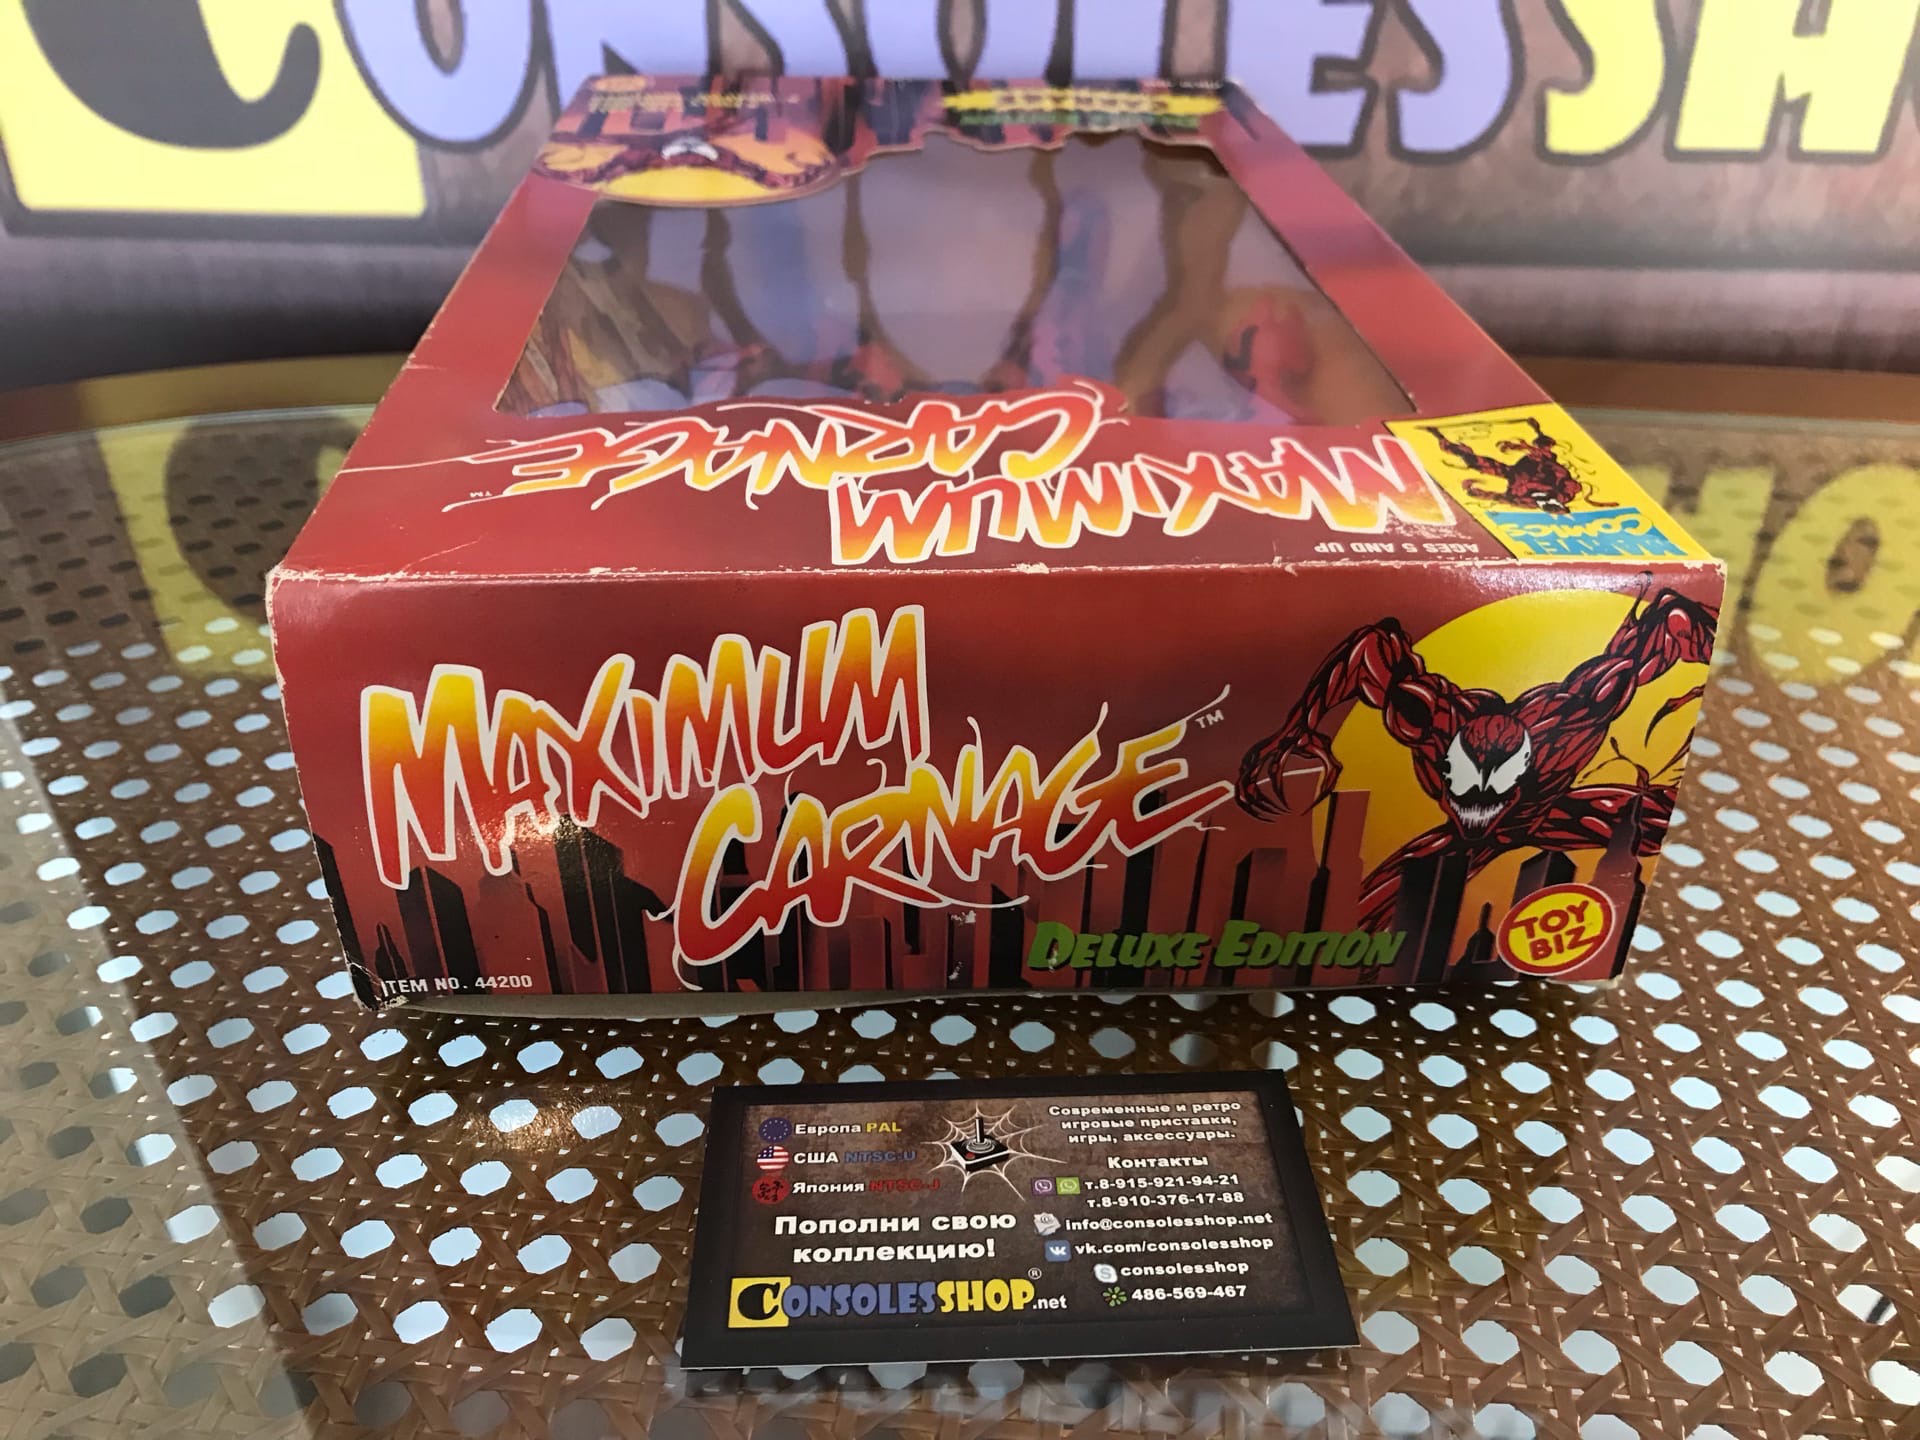 CONSOLESSH
MAXIMUM
CARNAGE
™
AGES 5 AND UP
MARVEL
COMICS
MAXIMUM
CARNAGE™
DELUXE EDITION
TOY
BIZ
ITEM NO. 44200
Европа PAL
США NTSC-U
Япония NTSC-J
Пополни свою
коллекцию!
CONSOLESSHOP.net
®
Современные и ретро
игровые приставки,
игры, аксессуары.
Контакты
т.8-915-921-94-21
т.8-910-376-17-88
info@consolesshop.net
vk.com/consolesshop
consolesshop
486-569-467